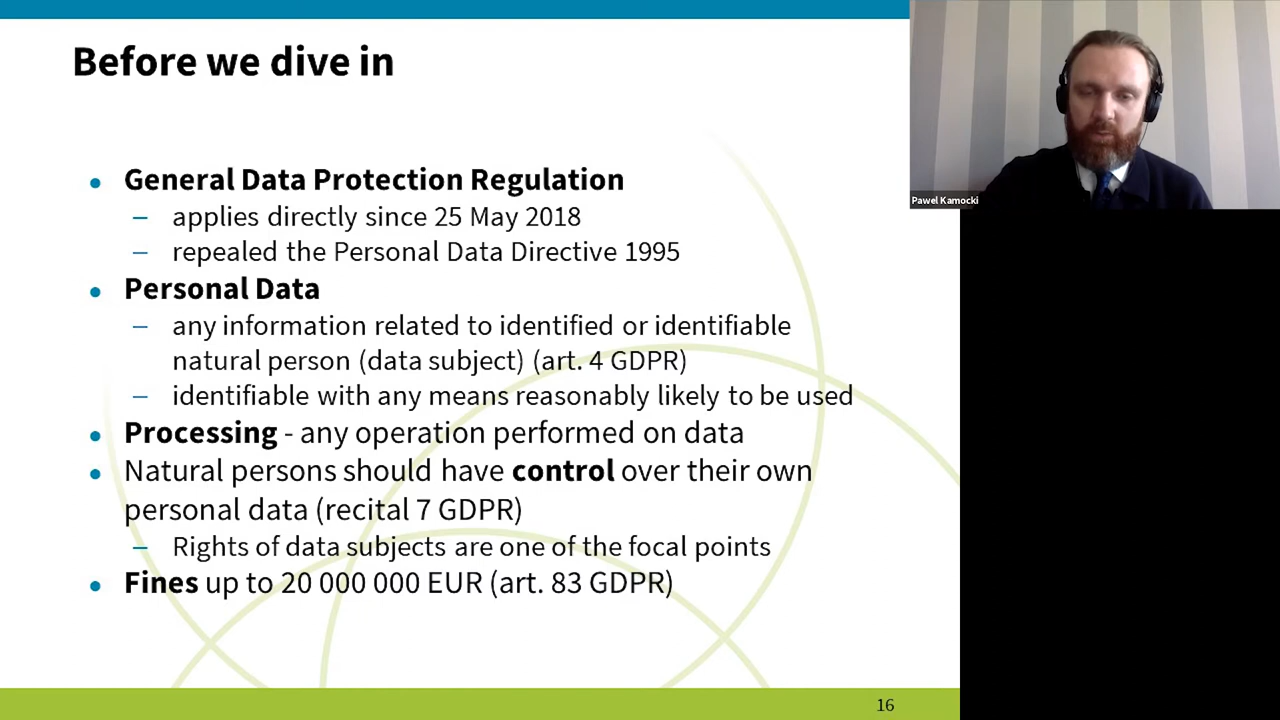 Before we dive in
Pawel Kamocki
• General Data Protection Regulation
– applies directly since 25 May 2018
– repealed the Personal Data Directive 1995
• Personal Data
– any information related to identified or identifiable
natural person (data subject) (art. 4 GDPR)
– identifiable with any means reasonably likely to be used
• Processing - any operation performed on data
• Natural persons should have control over their own
personal data (recital 7 GDPR)
– Rights of data subjects are one of the focal points
• Fines up to 20 000 000 EUR (art. 83 GDPR)
16